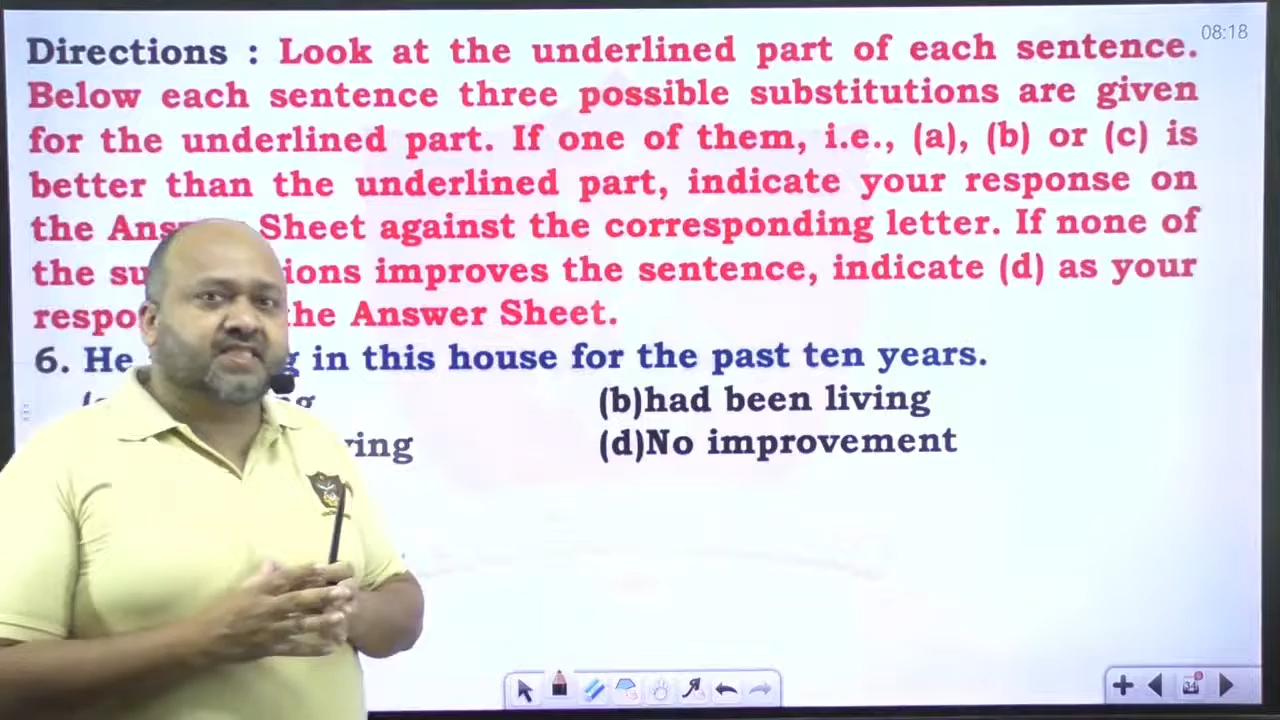 08:18
Directions : Look at the underlined part of each sentence.
Below each sentence three possible substitutions are given
for the underlined part. If one of them, i.e., (a), (b) or (c) is
better than the underlined part, indicate your response on
the Sheet against the corresponding letter. If none of
the improves the sentence, indicate (d) as your
the Answer Sheet.
6. He in this house for the past ten years.
(b)had been living
(d)No improvement